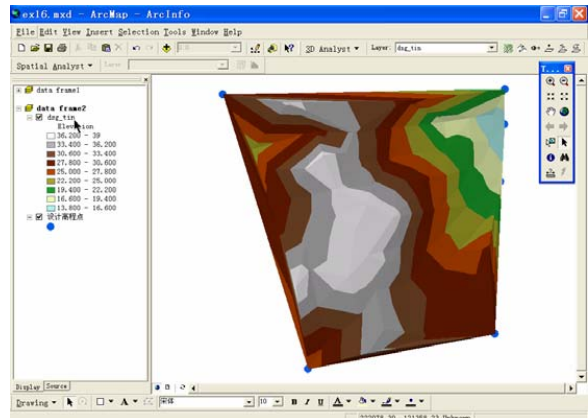 ex16.mxd - ArcMap - ArcInfo
File Edit View Insert Selection Tools Window Help
3D Analyst Layer: dsg_tin
Spatial Analyst Layer:
data frame1
data frame2
dsg_tin
Elevation
36.200 - 39
33.400 - 36.200
30.600 - 33.400
27.800 - 30.600
25.000 - 27.800
22.200 - 25.000
19.400 - 22.200
16.600 - 19.400
13.800 - 16.600
设计高程点
T...
Display Source
Drawing A 宋体 10 B I U A